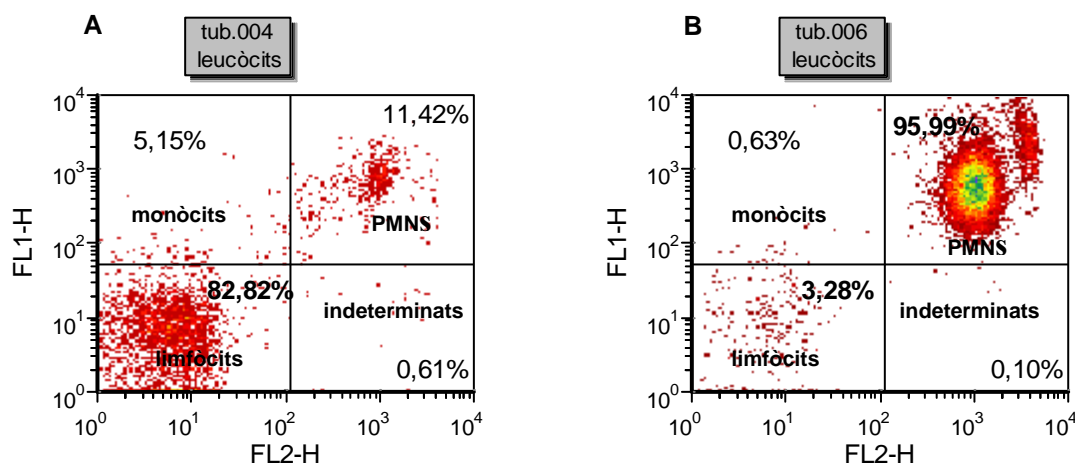 A
tub.004
leucòcits
10⁴
10³
10²
10¹
10⁰
FL1-H
5,15%
11,42%
monòcits
PMNS
82,82%
indeterminats
limfòcits
0,61%
10⁰ 10¹ 10² 10³ 10⁴
FL2-H
B
tub.006
leucòcits
10⁴
10³
10²
10¹
10⁰
FL1-H
0,63%
95,99%
monòcits
PMNS
3,28%
indeterminats
limfòcits
0,10%
10⁰ 10¹ 10² 10³ 10⁴
FL2-H